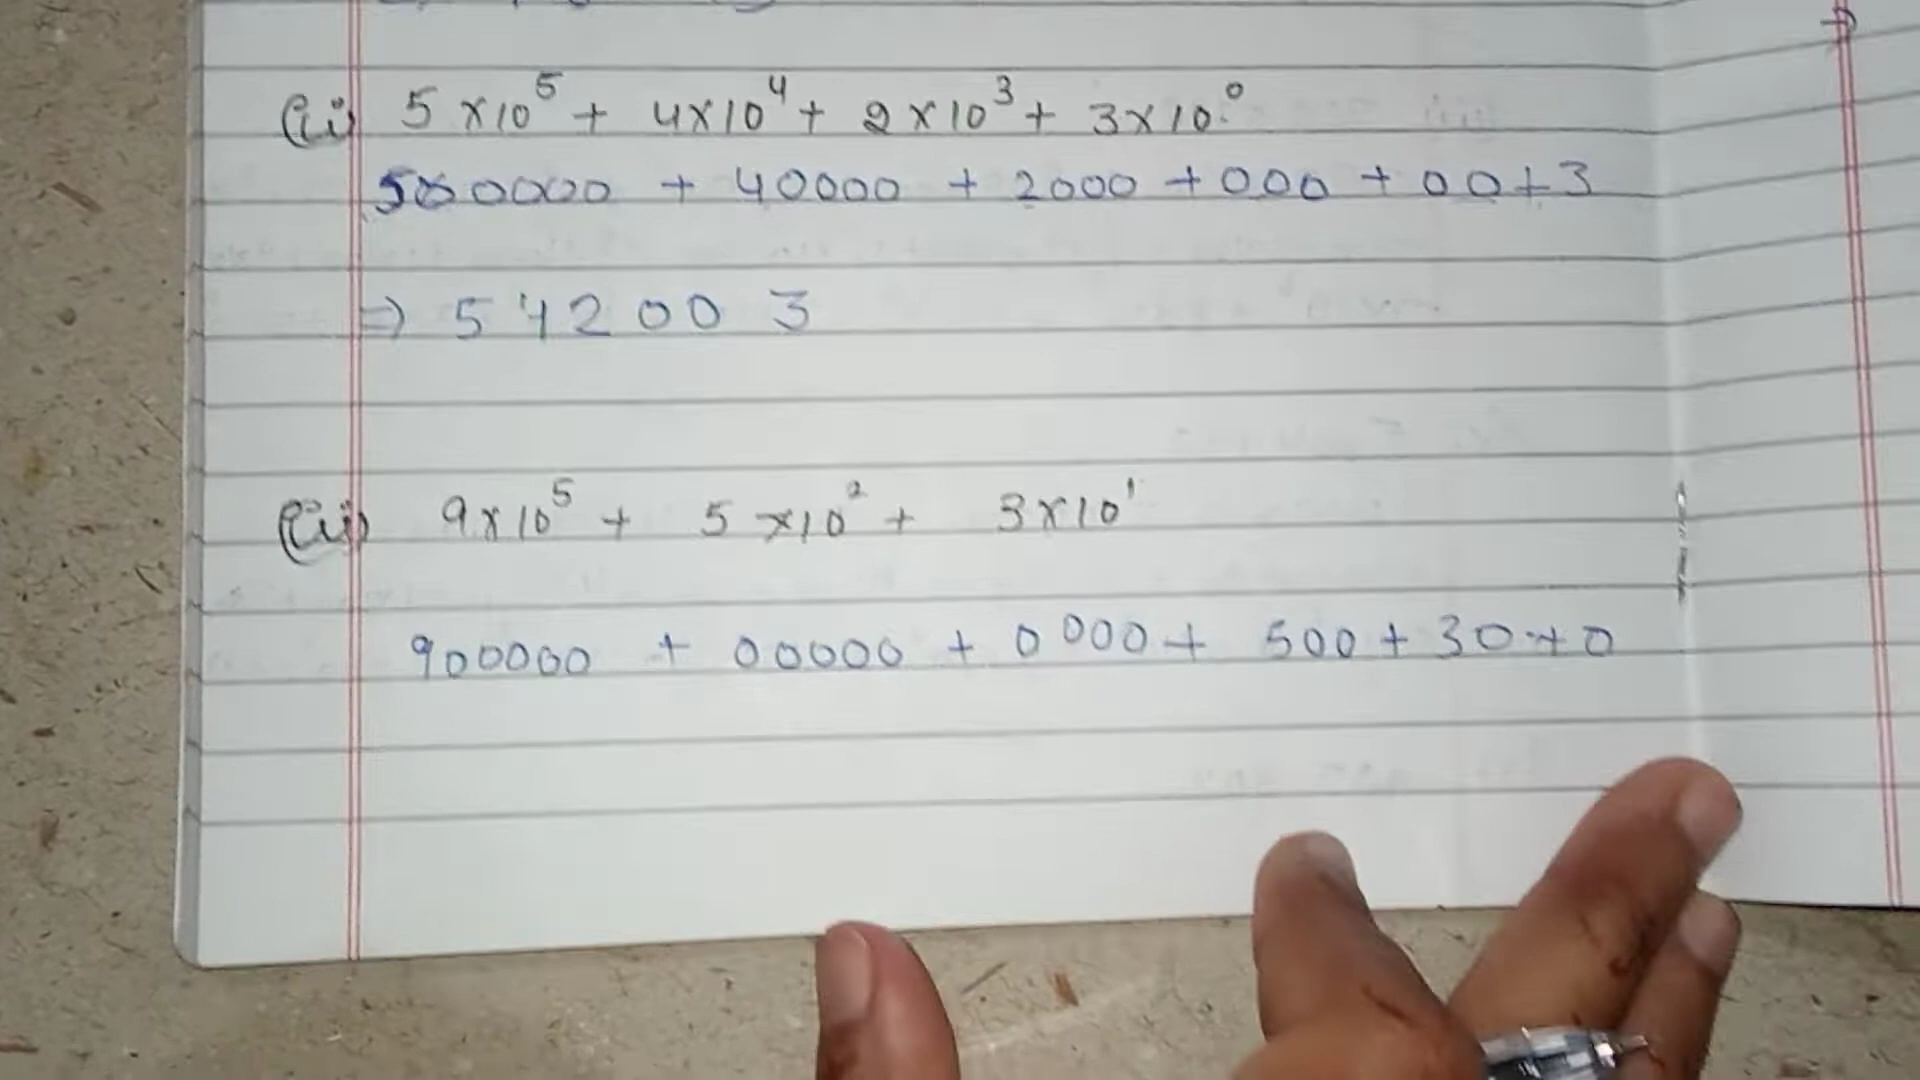 (ii) 5×10⁵ + 4×10⁴ + 2×10³ + 3×10⁰
500000 + 40000 + 2000 + 000 + 00 + 3
⇒ 542003
(iii) 9×10⁵ + 5×10² + 3×10¹
900000 + 00000 + 0000 + 500 + 30 + 0